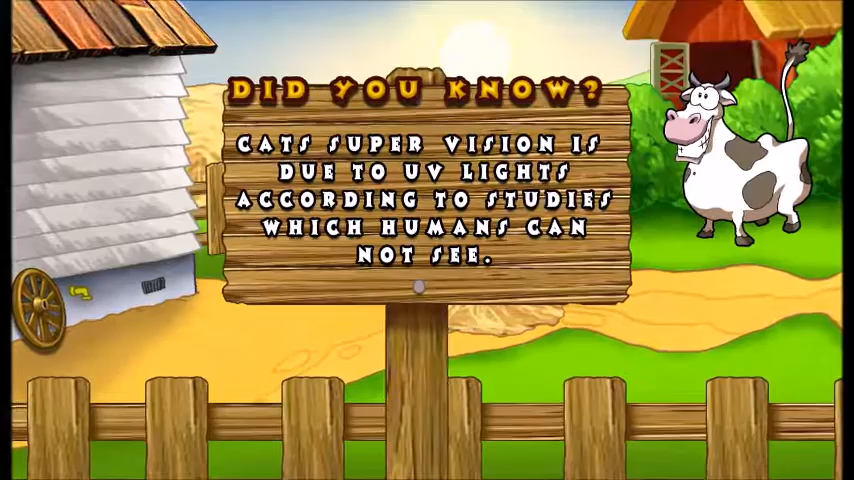 DID YOU KNOW?
CATS SUPER VISION IS
DUE TO UV LIGHTS
ACCORDING TO STUDIES
WHICH HUMANS CAN
NOT SEE.